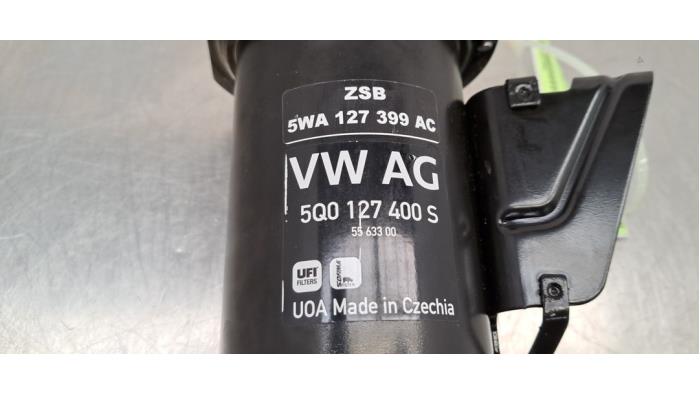 ZSB
5WA 127 399 AC
VW AG
5Q0 127 400 S
55 633 00
UFI
FILTERS
UOA Made in Czechia